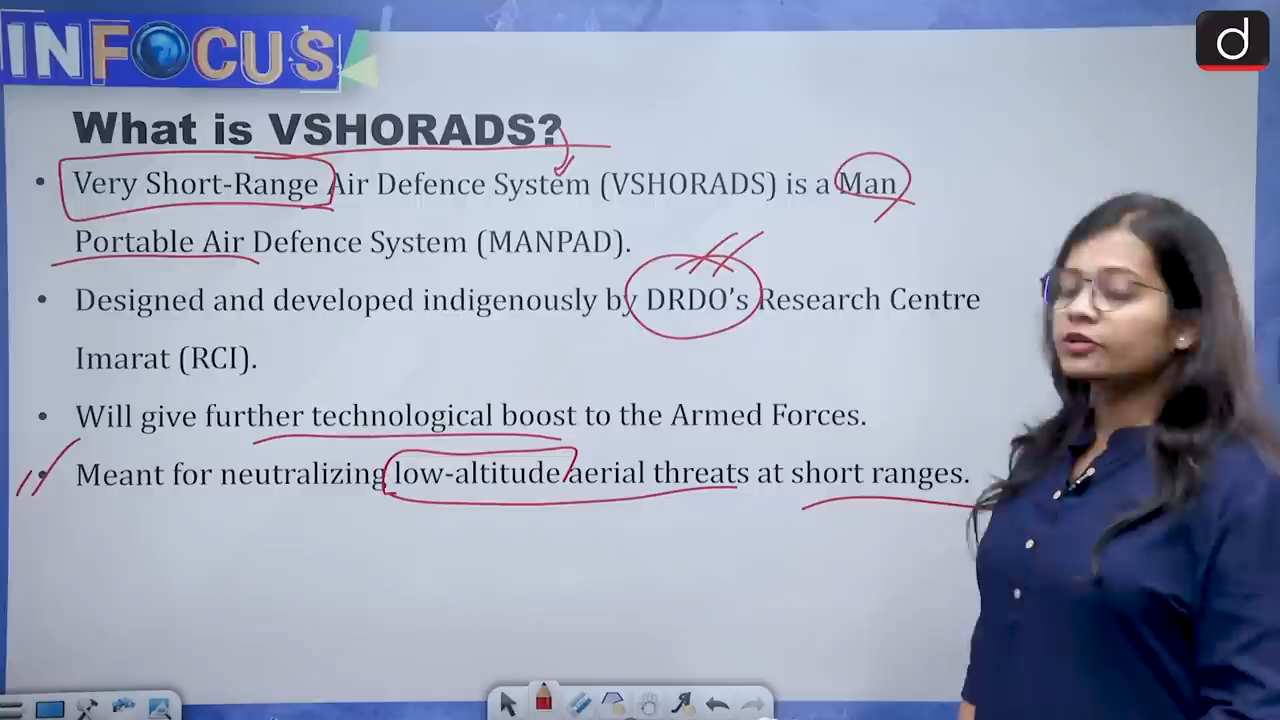 INFOCUS
d
What is VSHORADS?
• Very Short-Range Air Defence System (VSHORADS) is a Man
Portable Air Defence System (MANPAD).
• Designed and developed indigenously by DRDO's Research Centre
Imarat (RCI).
• Will give further technological boost to the Armed Forces.
• Meant for neutralizing low-altitude aerial threats at short ranges.